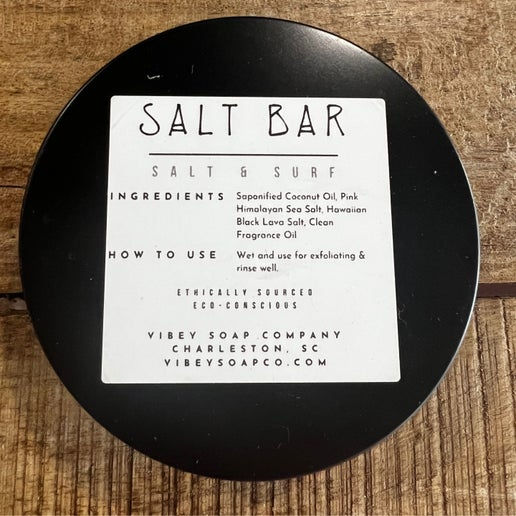 SALT BAR
SALT & SURF
INGREDIENTS Saponified Coconut Oil, Pink
Himalayan Sea Salt, Hawaiian
Black Lava Salt, Clean
Fragrance Oil
HOW TO USE Wet and use for exfoliating &
rinse well.
ETHICALLY SOURCED
ECO-CONSCIOUS
VIBEY SOAP COMPANY
CHARLESTON, SC
VIBEYSOAPCO.COM